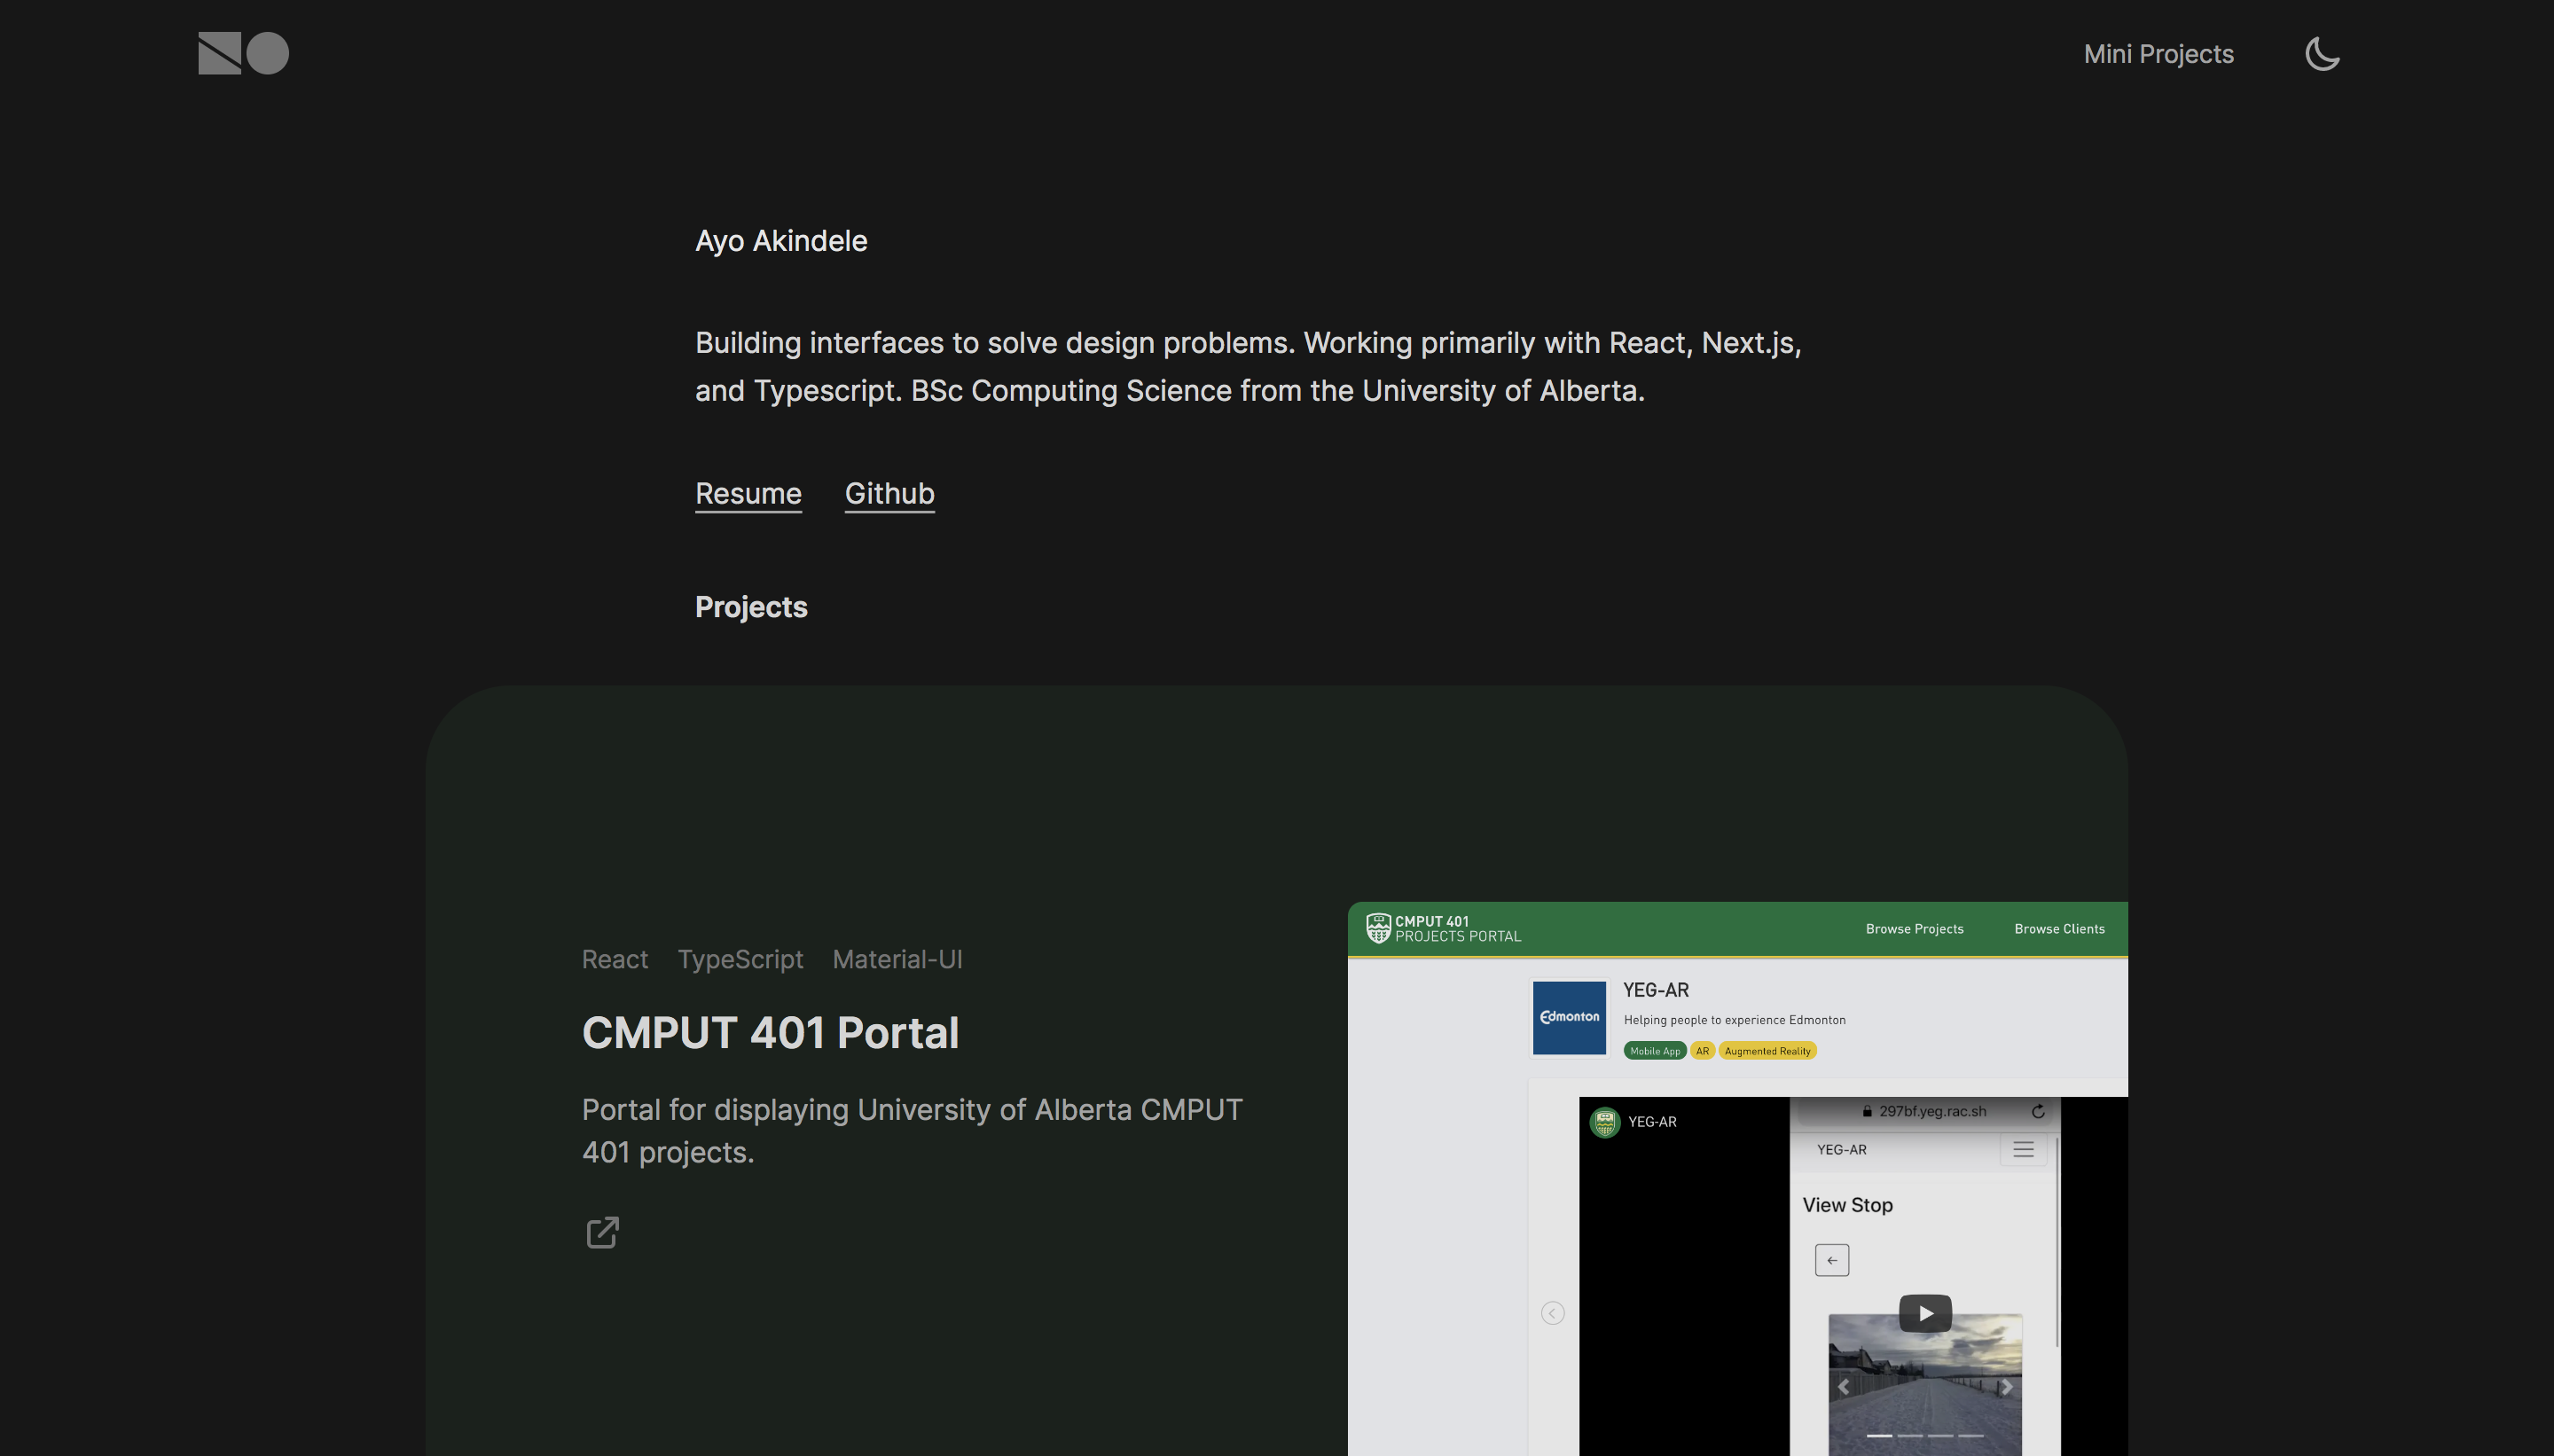 Mini Projects
Ayo Akindele
Building interfaces to solve design problems. Working primarily with React, Next.js,
and Typescript. BSc Computing Science from the University of Alberta.
Resume Github
Projects
React TypeScript Material-UI
CMPUT 401 Portal
Portal for displaying University of Alberta CMPUT
401 projects.
CMPUT 401
PROJECTS PORTAL
Browse Projects Browse Clients
Edmonton
YEG-AR
Helping people to experience Edmonton
Mobile App AR Augmented Reality
YEG-AR
297bf.yeg.rac.sh
YEG-AR
View Stop